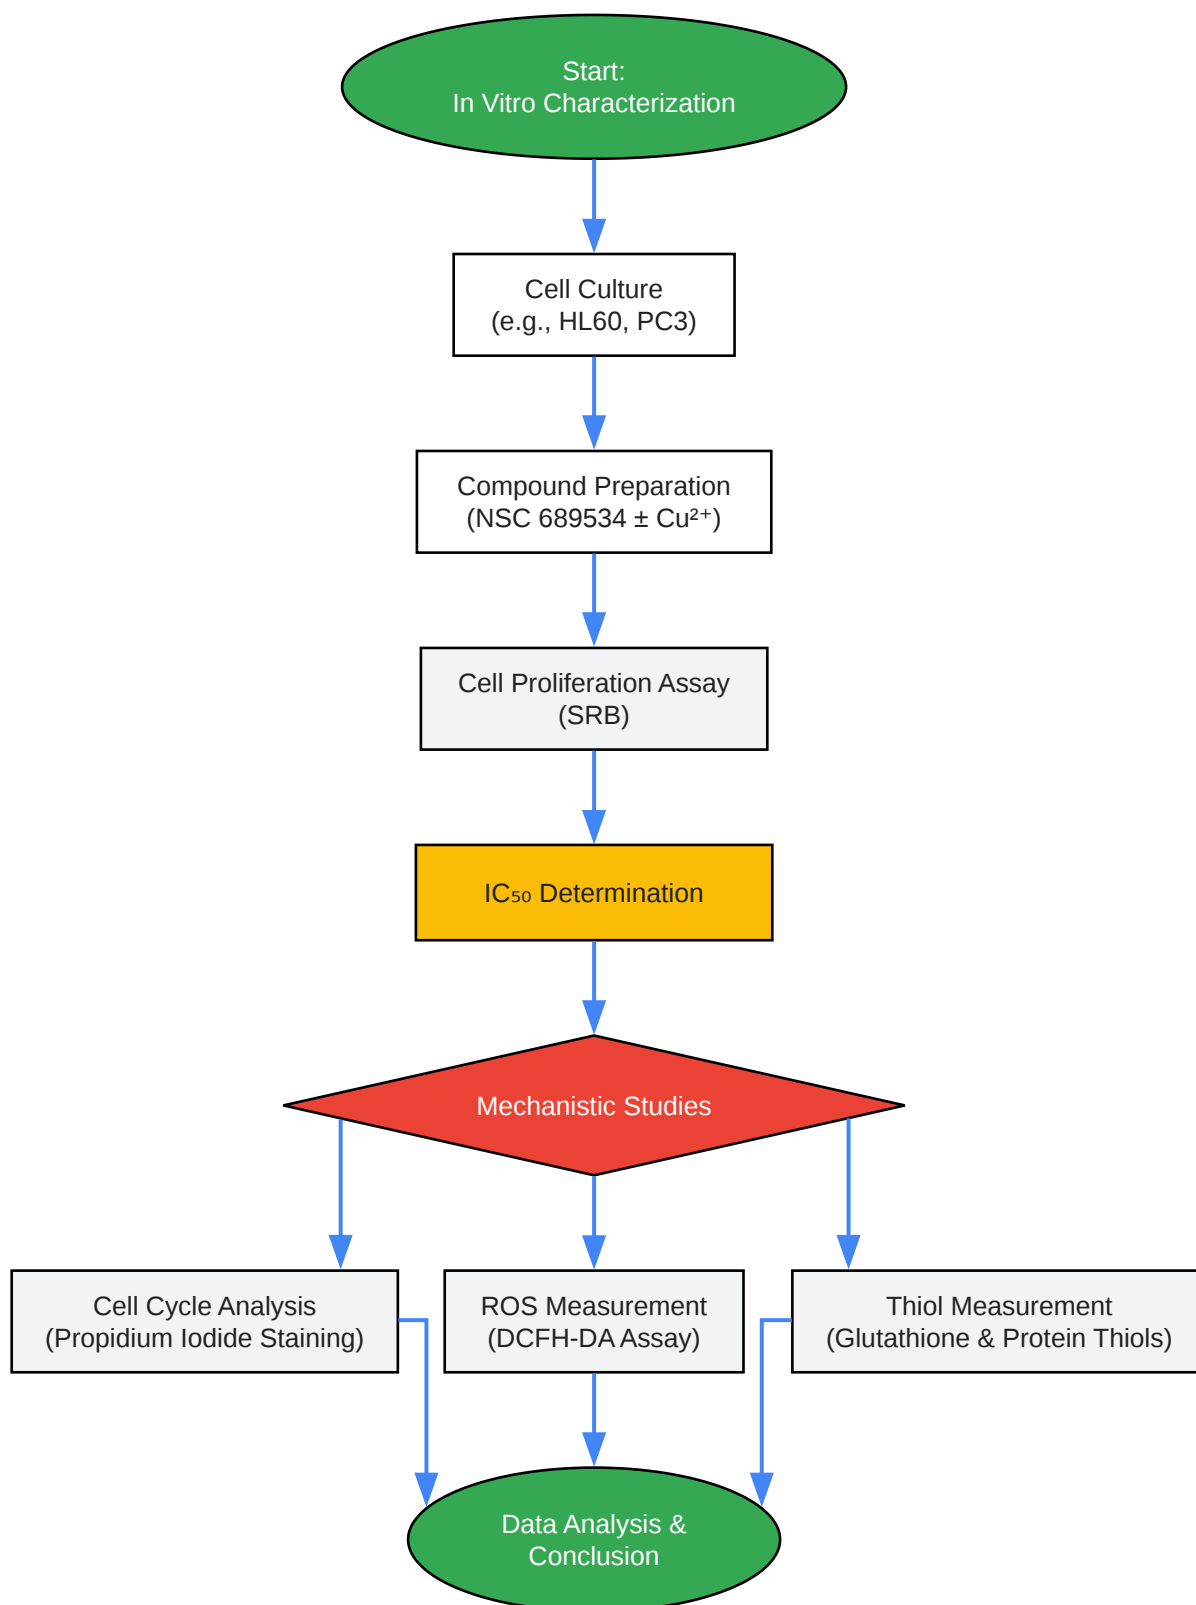 Start:
In Vitro Characterization
Cell Culture
(e.g., HL60, PC3)
Compound Preparation
(NSC 689534 ± Cu²⁺)
Cell Proliferation Assay
(SRB)
IC₅₀ Determination
Mechanistic Studies
Cell Cycle Analysis
(Propidium Iodide Staining)
ROS Measurement
(DCFH-DA Assay)
Thiol Measurement
(Glutathione & Protein Thiols)
Data Analysis &
Conclusion